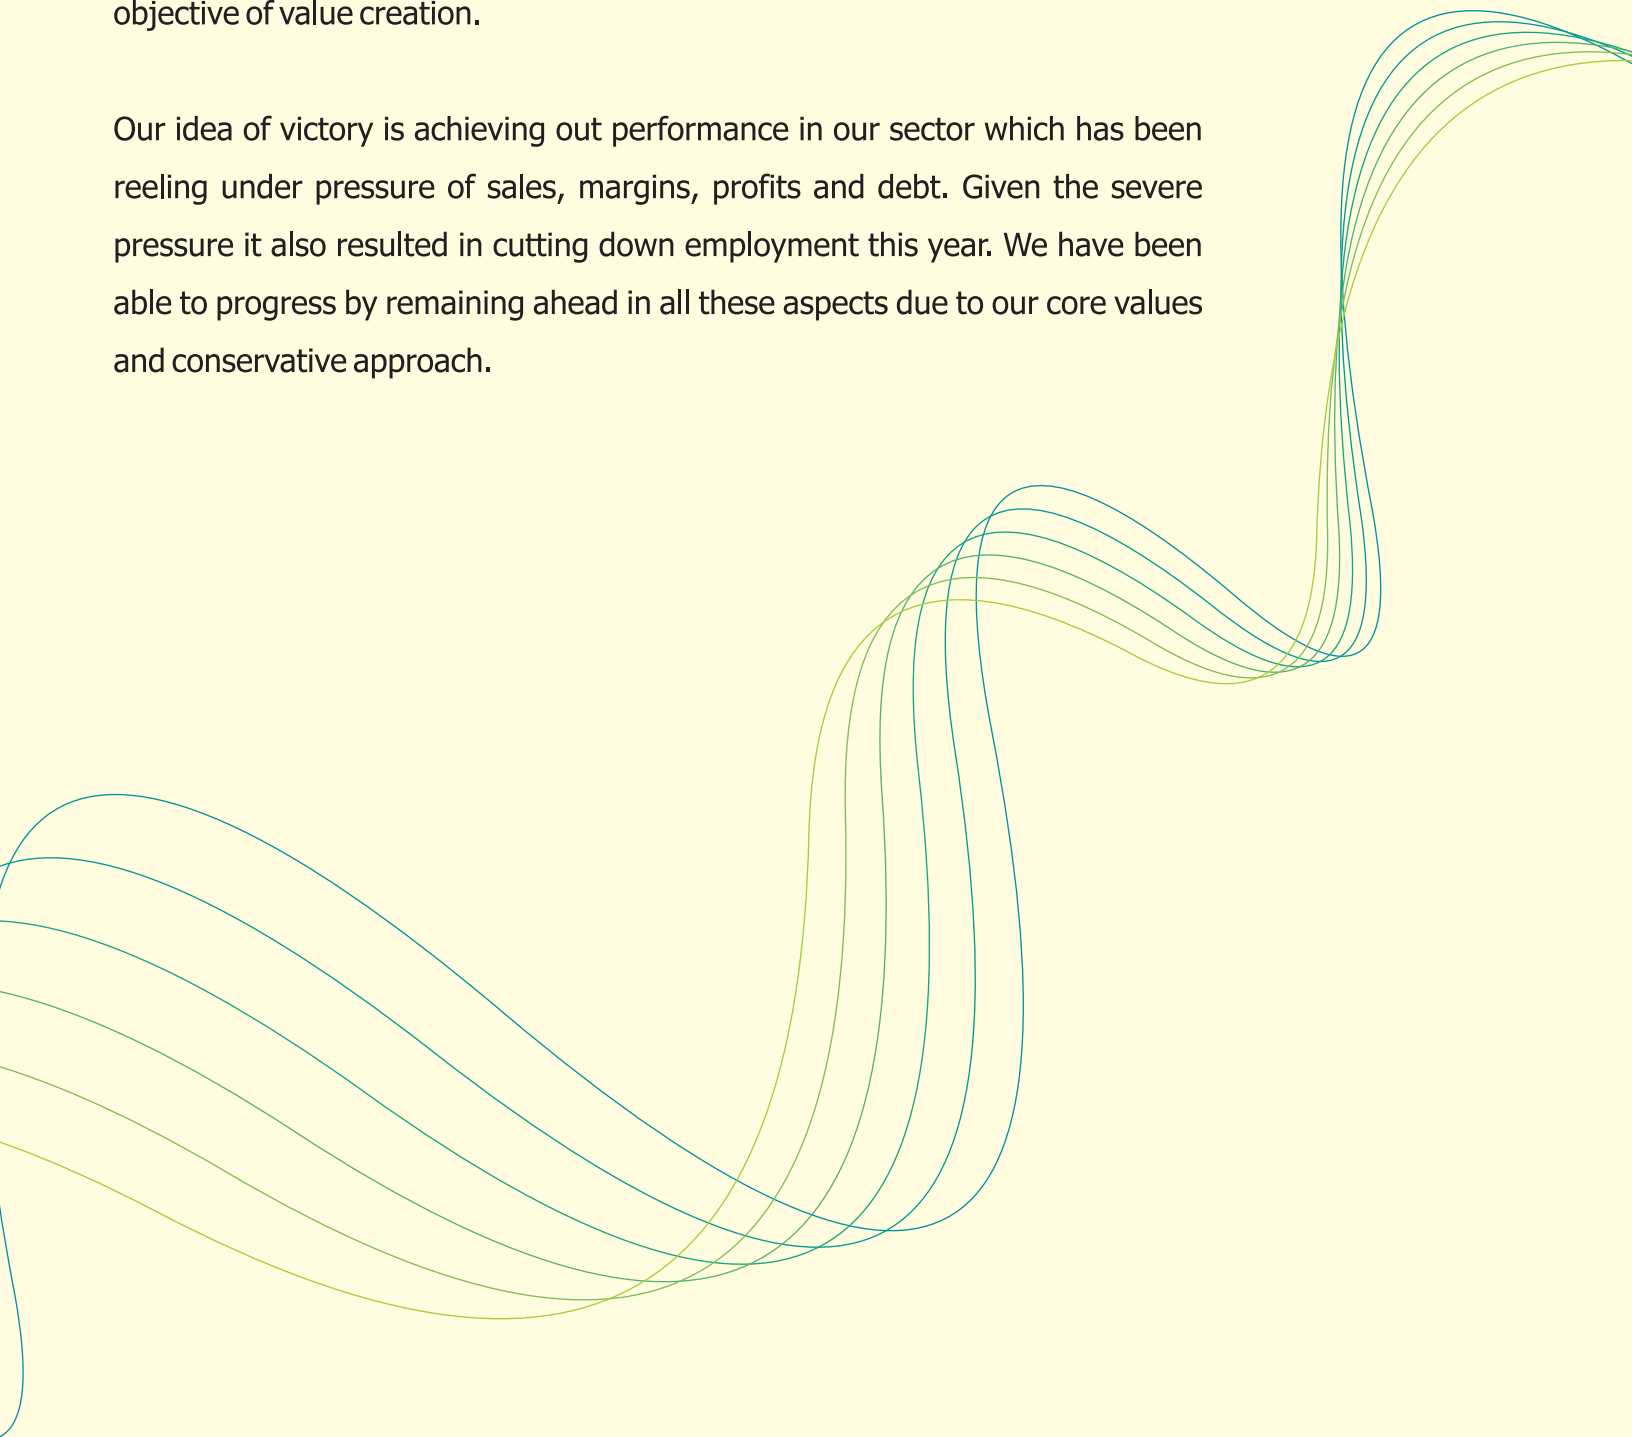 objective of value creation.
Our idea of victory is achieving out performance in our sector which has been
reeling under pressure of sales, margins, profits and debt. Given the severe
pressure it also resulted in cutting down employment this year. We have been
able to progress by remaining ahead in all these aspects due to our core values
and conservative approach.